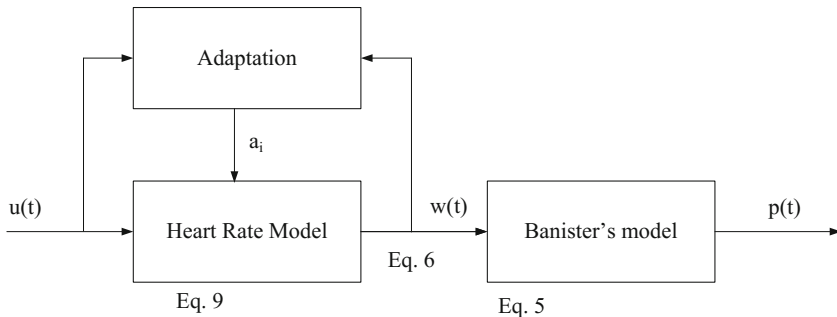 Adaptation
a_i
u(t)
Heart Rate Model
w(t)
Banister's model
p(t)
Eq. 6
Eq. 9
Eq. 5